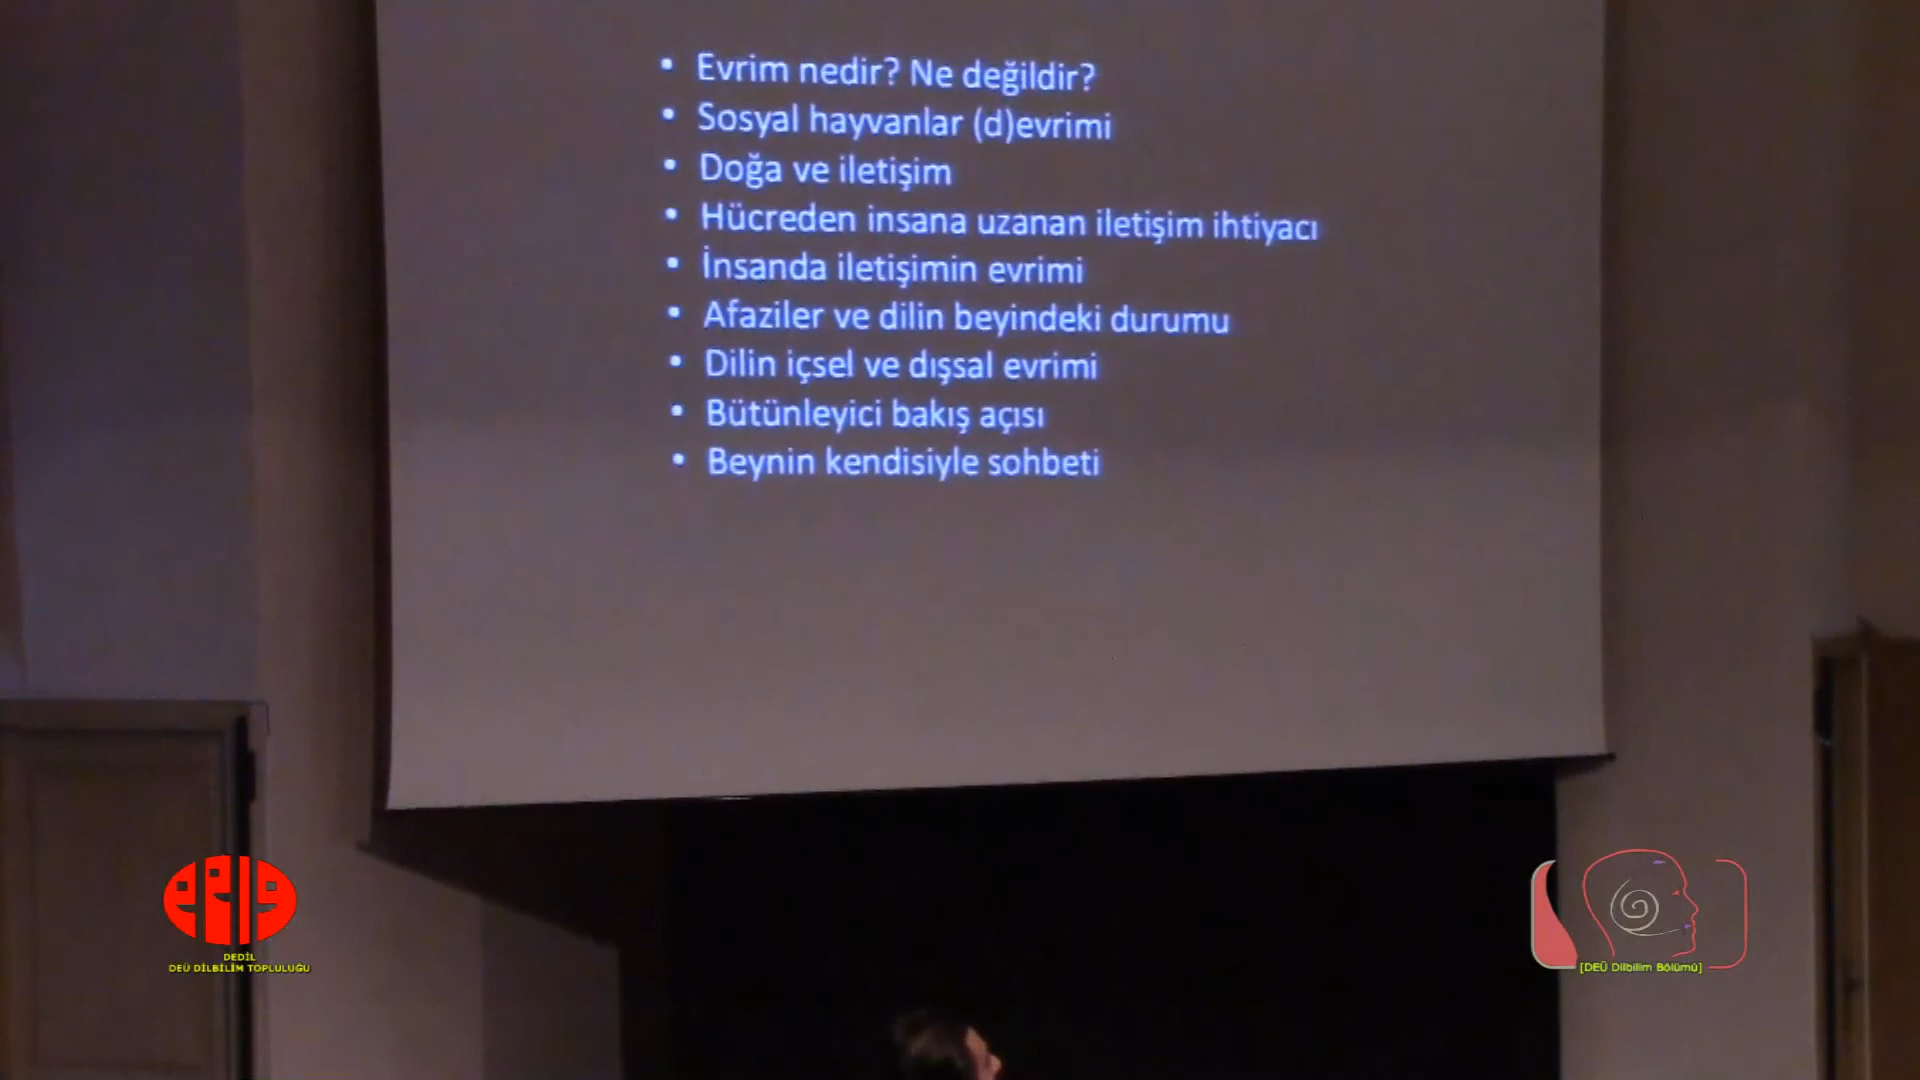 • Evrim nedir? Ne değildir?
• Sosyal hayvanlar (d)evrimi
• Doğa ve iletişim
• Hücreden insana uzanan iletişim ihtiyacı
• İnsanda iletişimin evrimi
• Afaziler ve dilin beyindeki durumu
• Dilin içsel ve dışsal evrimi
• Bütünleyici bakış açısı
• Beynin kendisiyle sohbeti
DEDİL
DEÜ DİLBİLİM TOPLULUĞU
[DEÜ Dilbilim Bölümü]